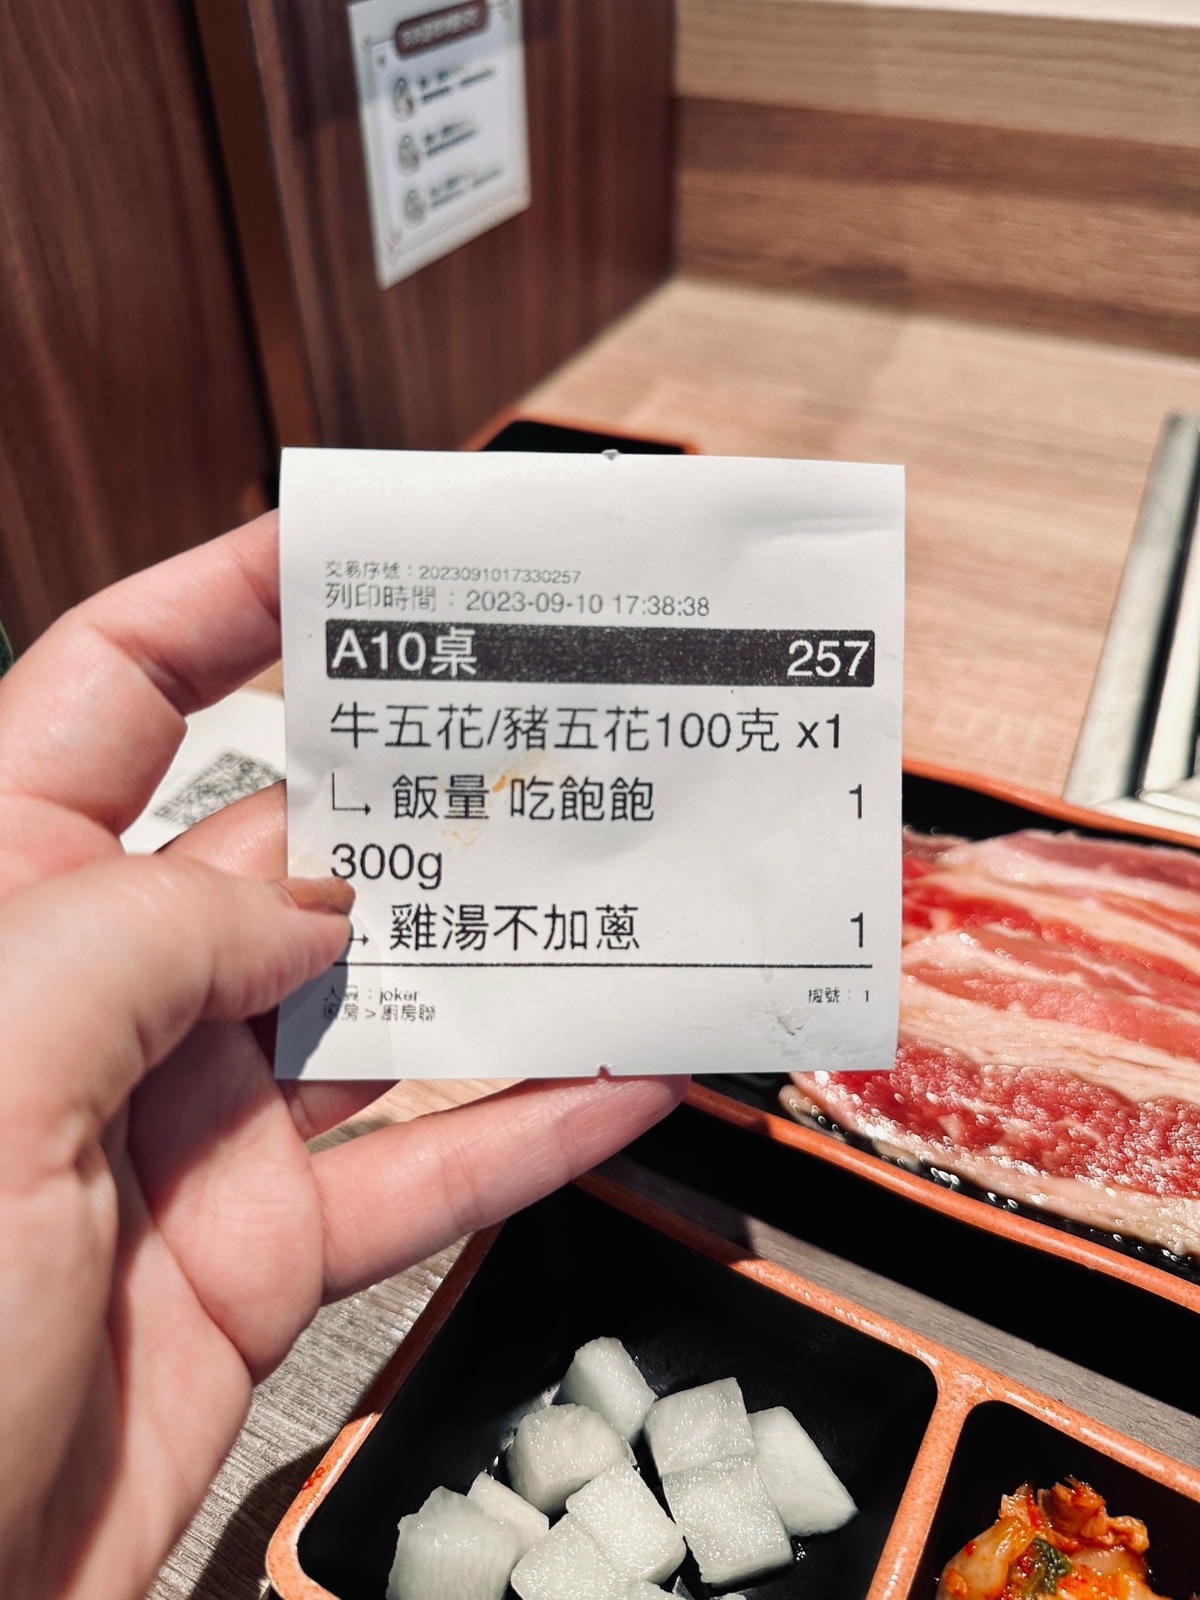 交易序號：2023091017330257
列印時間：2023-09-10 17:38:38
A10桌 257
牛五花/豬五花100克 x1
飯量 吃飽飽 1
300g
雞湯不加蔥 1
人員：joker 機號：1
廚房 > 廚房聯